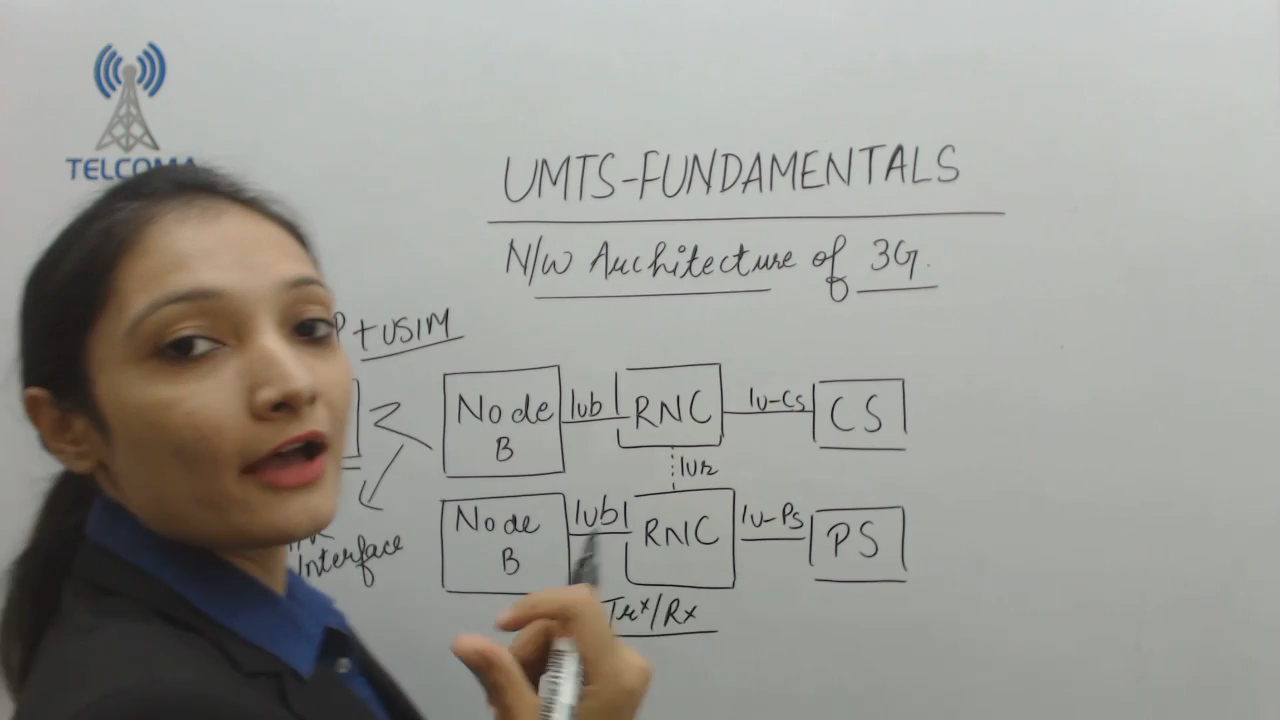 TELCOMA
UMTS-FUNDAMENTALS
N/W Architecture of 3G.
P + USIM
Node B
Iub
RNC
Iu-Cs
CS
Iur
Node B
Iub
RNC
Iu-Ps
PS
Interface
Trx/Rx